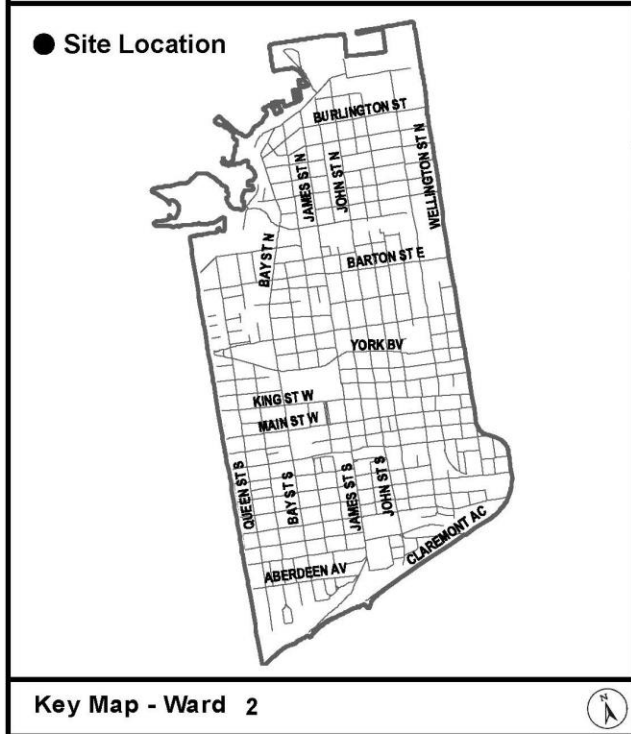 Site Location
BURLINGTON ST
JAMES ST N
JOHN ST N
WELLINGTON ST N
BAY ST N
BARTON ST E
YORK BV
KING ST W
MAIN ST W
QUEEN ST S
BAY ST S
JAMES ST S
JOHN ST S
CLAREMONT AC
ABERDEEN AV
Key Map - Ward 2
N